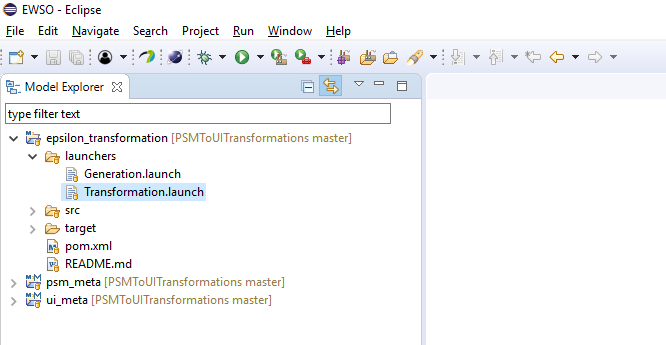 EWSO - Eclipse
File Edit Navigate Search Project Run Window Help
Model Explorer
type filter text
epsilon_transformation [PSMToUITransformations master]
launchers
Generation.launch
Transformation.launch
src
target
pom.xml
README.md
psm_meta [PSMToUITransformations master]
ui_meta [PSMToUITransformations master]